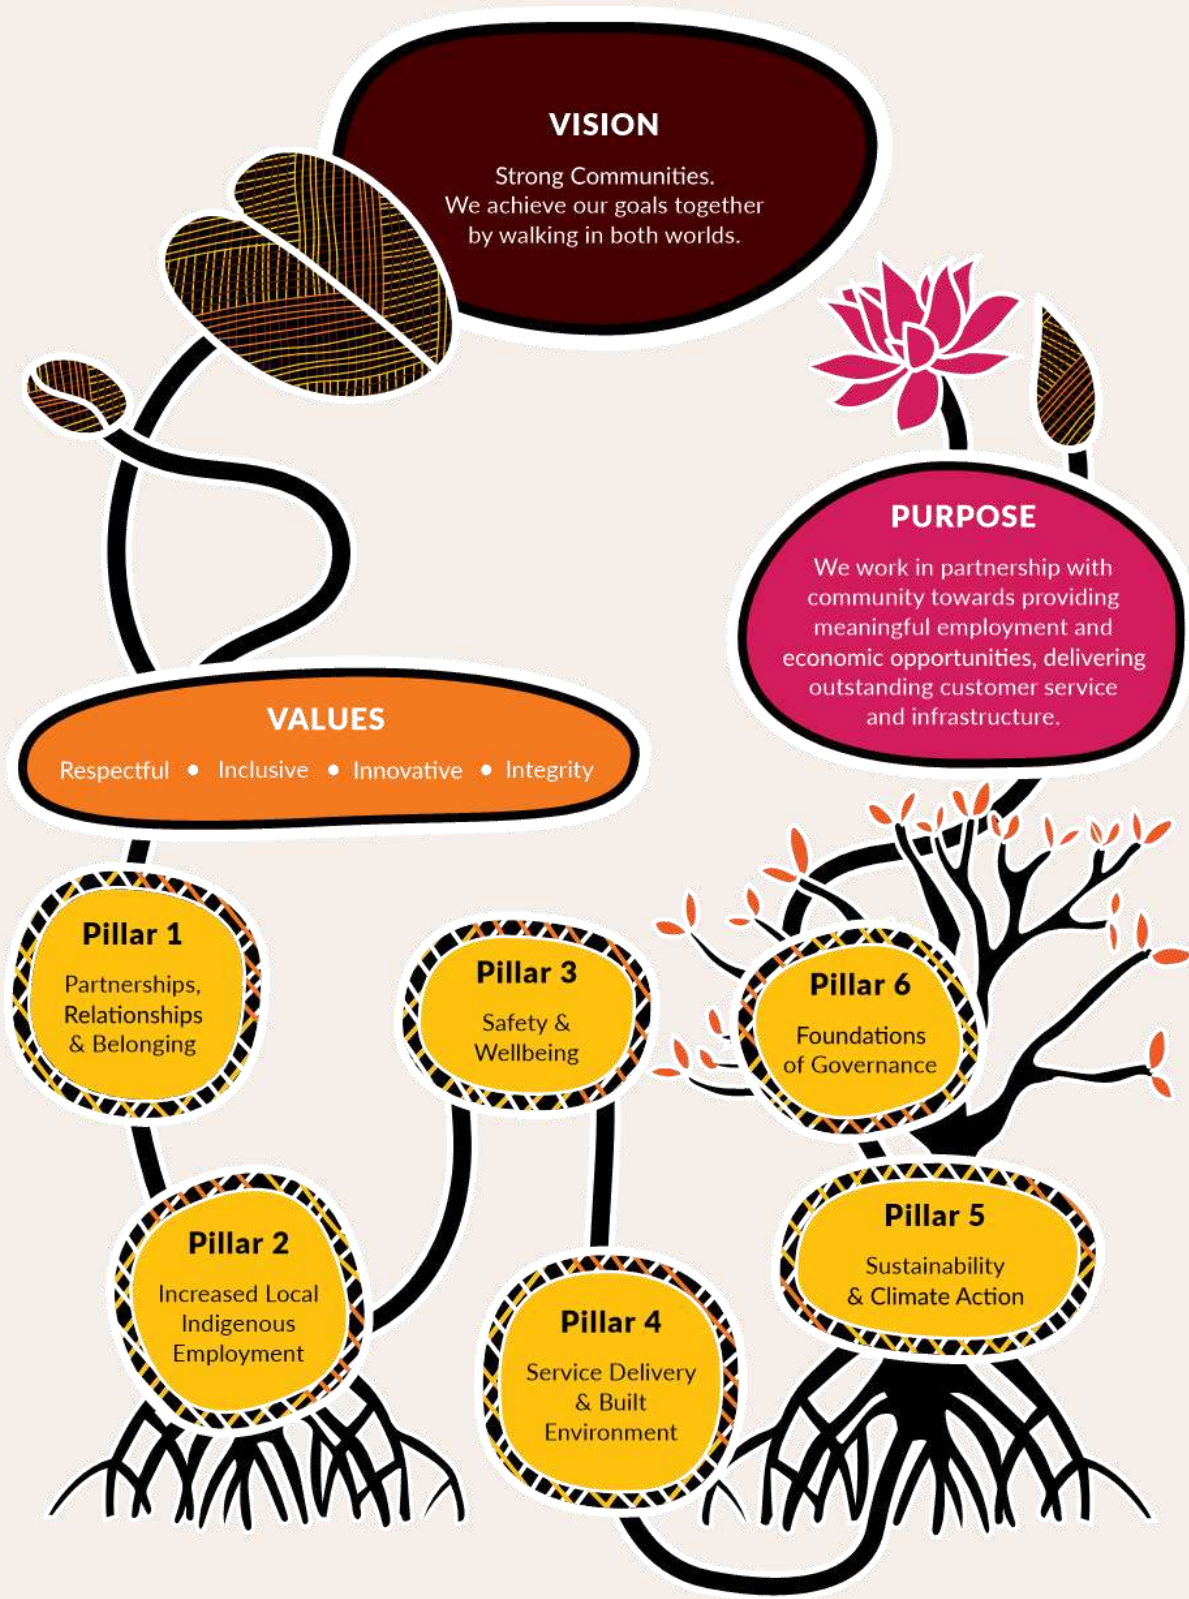 VISION
Strong Communities.
We achieve our goals together
by walking in both worlds.
PURPOSE
We work in partnership with
community towards providing
meaningful employment and
economic opportunities, delivering
outstanding customer service
and infrastructure.
VALUES
Respectful • Inclusive • Innovative • Integrity
Pillar 1
Partnerships,
Relationships
& Belonging
Pillar 2
Increased Local
Indigenous
Employment
Pillar 3
Safety &
Wellbeing
Pillar 4
Service Delivery
& Built
Environment
Pillar 5
Sustainability
& Climate Action
Pillar 6
Foundations
of Governance